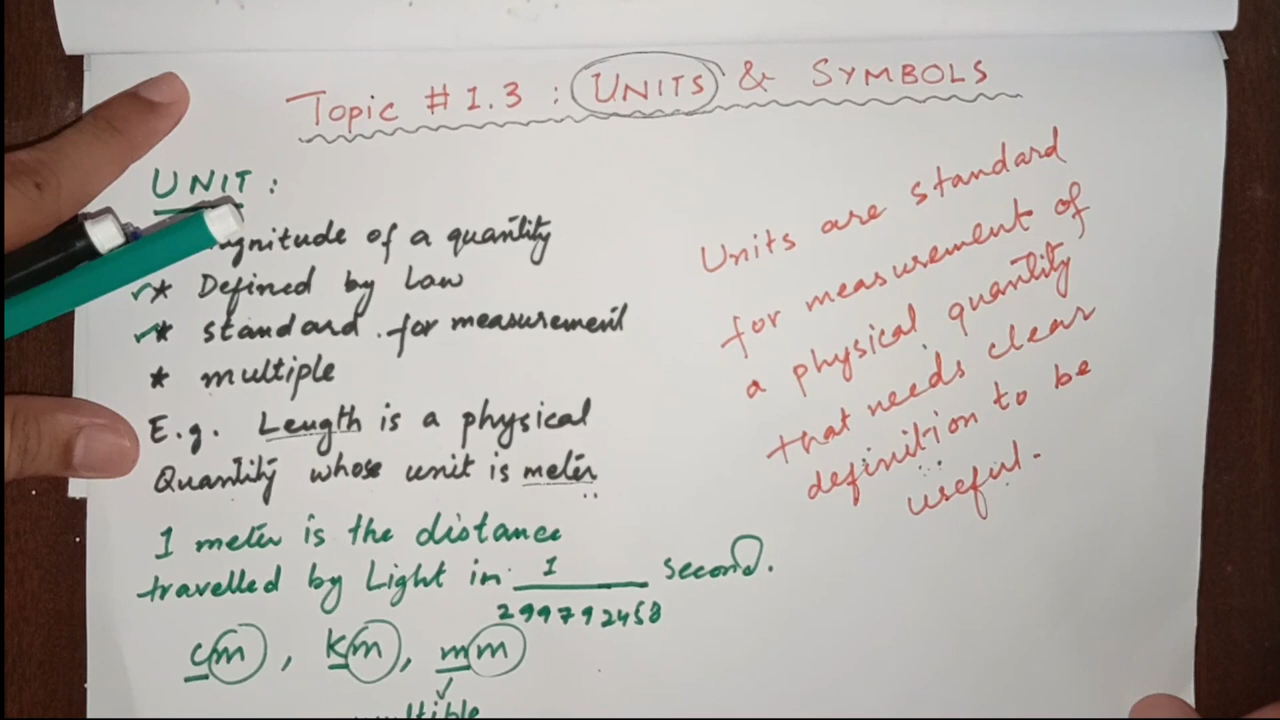 Topic # 1.3 : UNITS & SYMBOLS
UNIT :
of a quantity
* Defined by Law
* standard for measurement
* multiple
E.g. Length is a physical
Quantity whose unit is meter
1 meter is the distance
travelled by Light in 1 second.
299792458
cm, km, mm
Units are standard
for measurement of
a physical quantity
that needs clear
definition to be
useful.